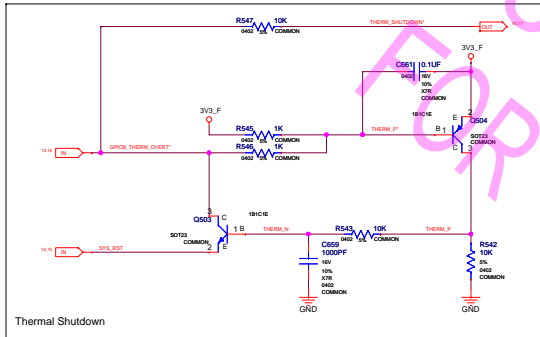 R547 10K THERM_SHUTDOWN*
0402 5% COMMON OUT
3V3_F
C661 0.1UF
0402 16V
10%
X7R
COMMON
3V3_F
1B1C1E 2
E Q504
R545 1K THERM_P* B 1
0402 5% COMMON SOT23
R546 1K COMMON
0402 5% COMMON C
3
IN GPIO8_THERM_OVERT*
3
C 1B1C1E
Q503
SOT23 1 B THERM_N R543 10K THERM_P
COMMON 0402 5% COMMON
2 E
IN SYS_RST
C659
1000PF
16V
10%
X7R
0402
COMMON
R542
10K
5%
0402
COMMON
GND GND
Thermal Shutdown
FOR